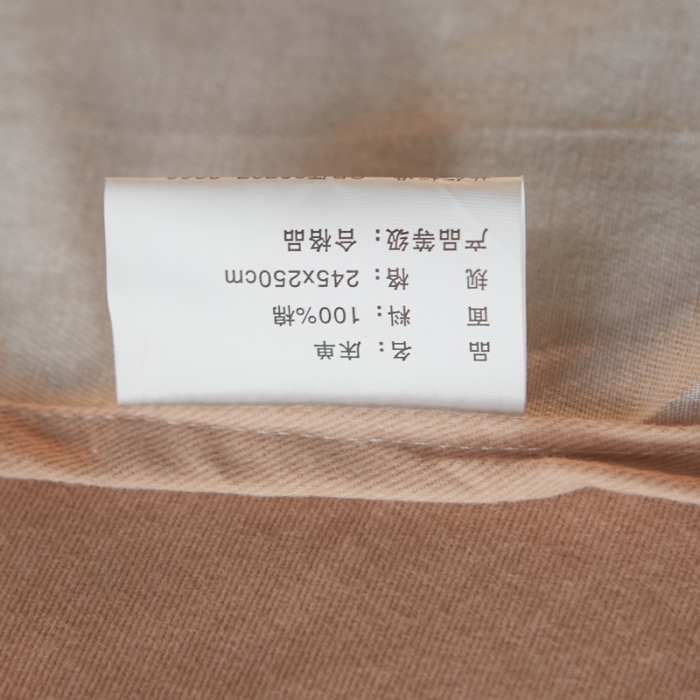 品 名：床单
面 料：100%棉
规 格：245x250cm
产品等级：合格品